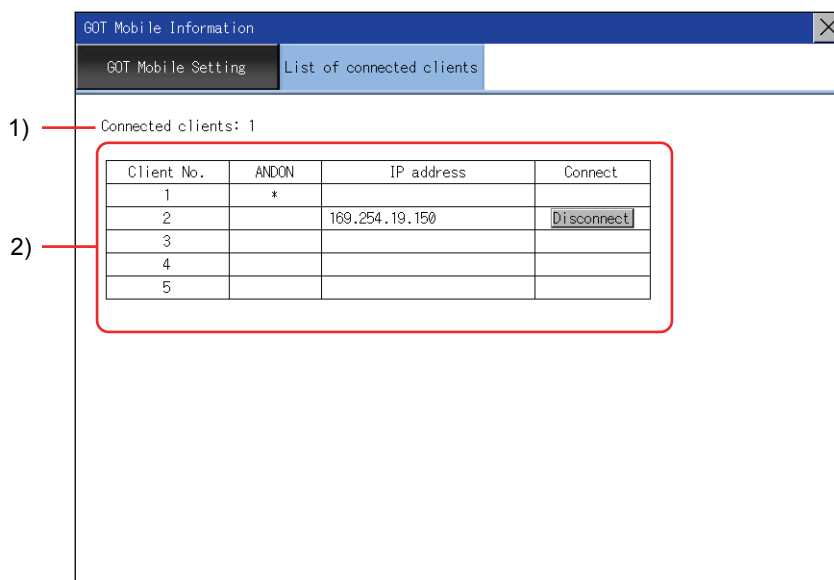 GOT Mobile Information
GOT Mobile Setting List of connected clients
1) Connected clients: 1
2)
Client No. ANDON IP address Connect
1 *
2 169.254.19.150 Disconnect
3
4
5